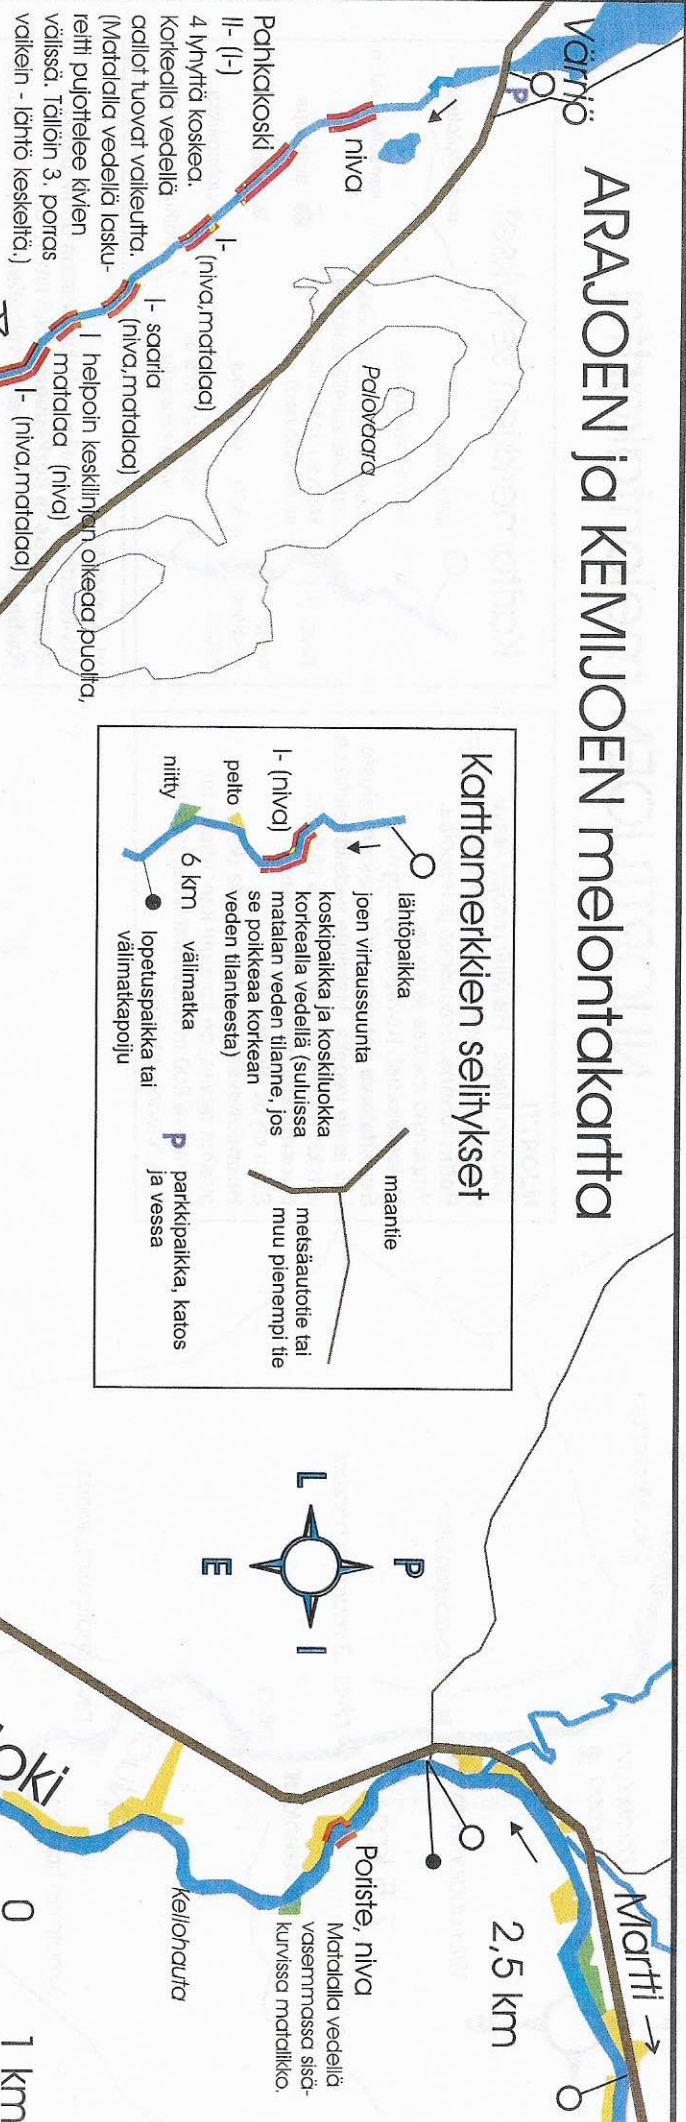 ARAJOEN ja KEMIJOEN melontakartta
Värriö
P
niva
Palovaara
Pahkakoski
II- (I-)
4 lyhyttä koskea.
Korkealla vedellä
aallot tuovat vaikeutta.
(Matalalla vedellä lasku-
reitti pujottelee kivien
välissä. Tällöin 3. porras
vaikein - lähtö keskeltä.)
I-
(niva,matalaa)
I- saaria
(niva,matalaa)
I helpoin keskilinjan oikeaa puolta,
matalaa (niva)
I- (niva,matalaa)
Karttamerkkien selitykset
lähtöpaikka
joen virtaussuunta
I- (niva)
koskipaikka ja koskiluokka
korkealla vedellä (suluissa
matalan veden tilanne, jos
se poikkeaa korkean
veden tilanteesta)
pelto
niitty
6 km välimatka
lopetuspaikka tai
välimatkapoiju
maantie
metsäautotie tai
muu pienempi tie
P parkkipaikka, katos
ja vessa
P
L I
E
Martti
2,5 km
Poriste, niva
Matalalla vedellä
vasemmassa sisä-
kurvissa matalikko.
Kellohauta
oki
0 1 km